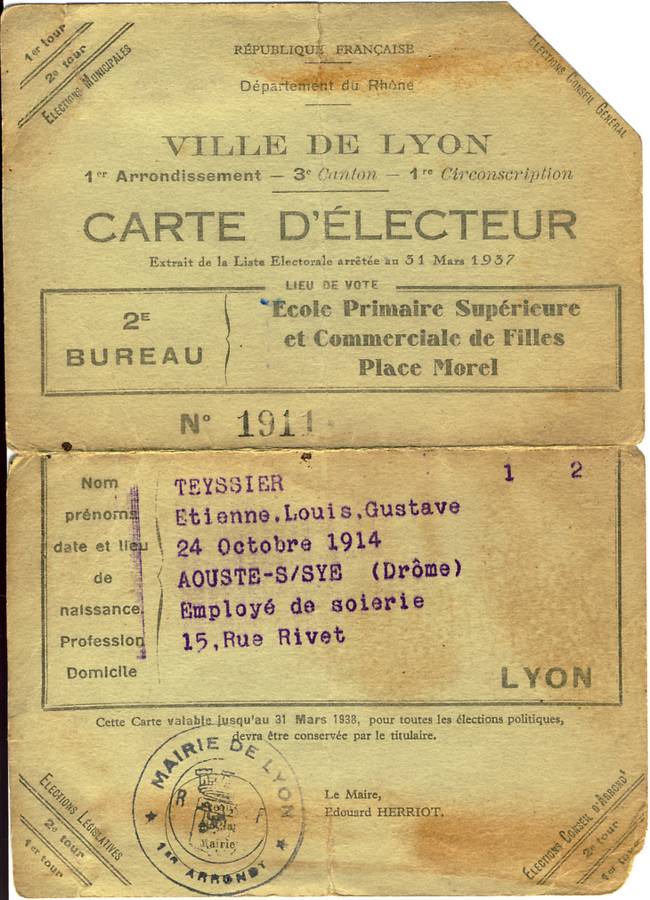 1er tour
2e tour
ÉLECTIONS MUNICIPALES
ÉLECTIONS CONSEIL GÉNÉRAL
RÉPUBLIQUE FRANÇAISE
Département du Rhône
VILLE DE LYON
1er Arrondissement — 3e Canton — 1re Circonscription
CARTE D'ÉLECTEUR
Extrait de la Liste Electorale arrêtée au 31 Mars 1937
LIEU DE VOTE
2E
BUREAU
Ecole Primaire Supérieure
et Commerciale de Filles
Place Morel
N° 1911
Nom TEYSSIER 1 2
prénoms Etienne,Louis,Gustave
date et lieu 24 Octobre 1914
de AOUSTE-S/SYE (Drôme)
naissance. Employé de soierie
Profession 15,Rue Rivet
Domicile LYON
Cette Carte valable jusqu'au 31 Mars 1938, pour toutes les élections politiques,
devra être conservée par le titulaire.
MAIRIE DE LYON
R F
Mairie
1ER ARRONDT
Le Maire,
Edouard HERRIOT.
ÉLECTIONS LÉGISLATIVES
2e tour
1er tour
ÉLECTIONS CONSEIL D'ARRONDT
2e tour
1er tour